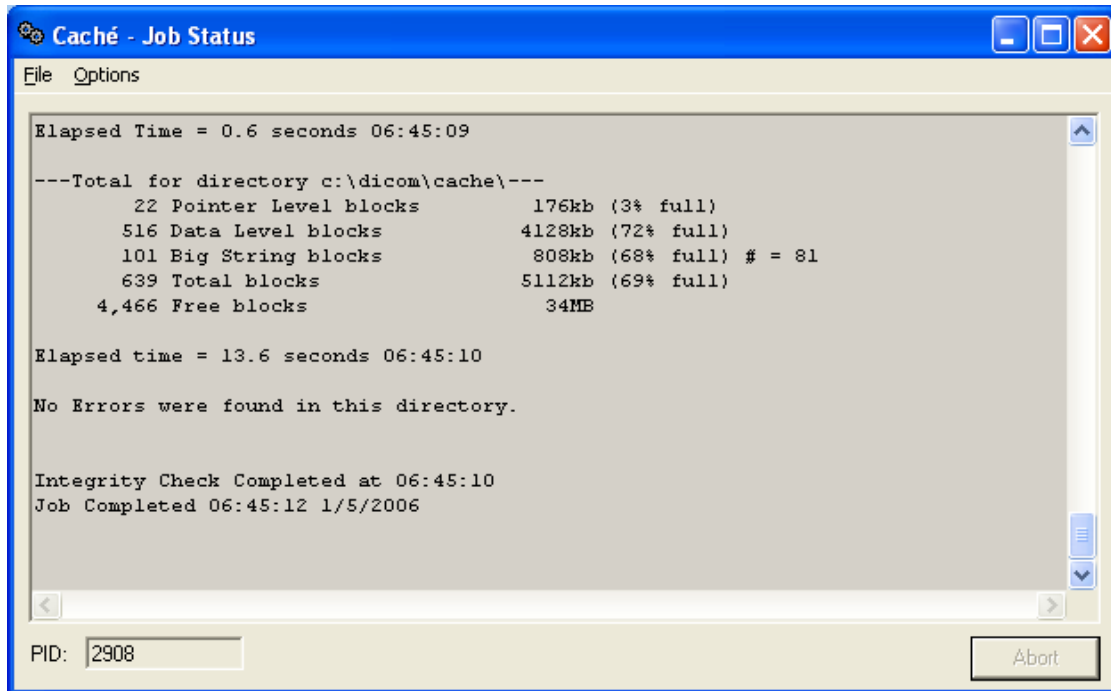 Caché - Job Status
File Options
Elapsed Time = 0.6 seconds 06:45:09
---Total for directory c:\dicom\cache\---
22 Pointer Level blocks 176kb (3% full)
516 Data Level blocks 4128kb (72% full)
101 Big String blocks 808kb (68% full) # = 81
639 Total blocks 5112kb (69% full)
4,466 Free blocks 34MB
Elapsed time = 13.6 seconds 06:45:10
No Errors were found in this directory.
Integrity Check Completed at 06:45:10
Job Completed 06:45:12 1/5/2006
PID: 2908 Abort